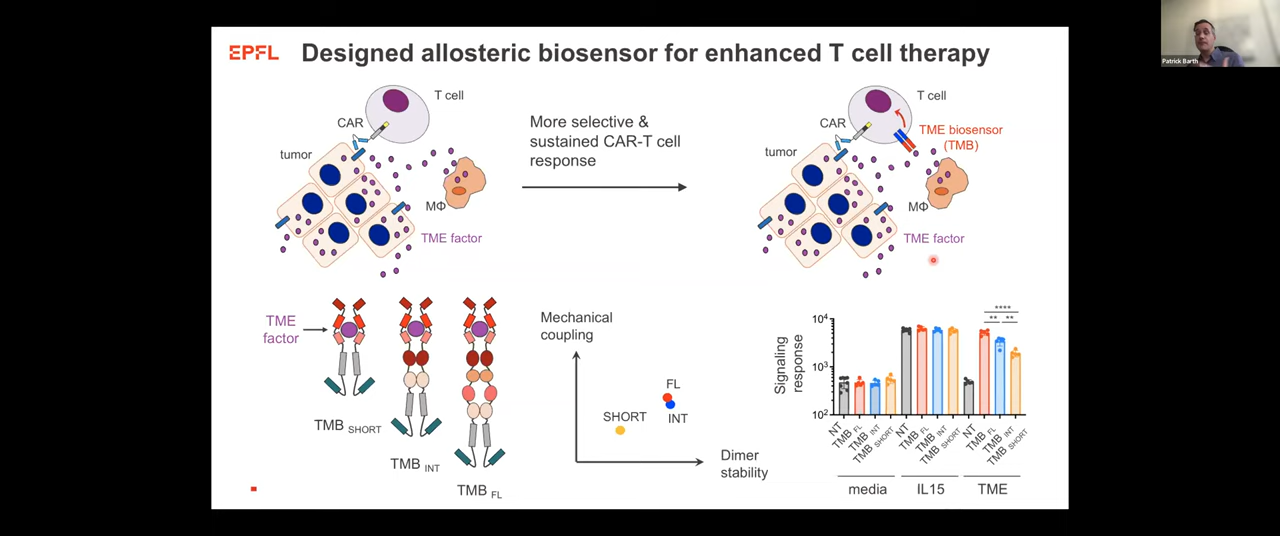 EPFL
Designed allosteric biosensor for enhanced T cell therapy
Patrick Barth
T cell
CAR
tumor
MΦ
TME factor
More selective &
sustained CAR-T cell
response
T cell
CAR
TME biosensor
(TMB)
tumor
MΦ
TME factor
TME
factor
TMB SHORT
TMB INT
TMB FL
Mechanical
coupling
FL
SHORT
INT
Dimer
stability
Signaling
response
10⁴
10³
10²
****
** **
NT
TMB FL
TMB INT
TMB SHORT
NT
TMB FL
TMB INT
TMB SHORT
NT
TMB FL
TMB INT
TMB SHORT
media
IL15
TME